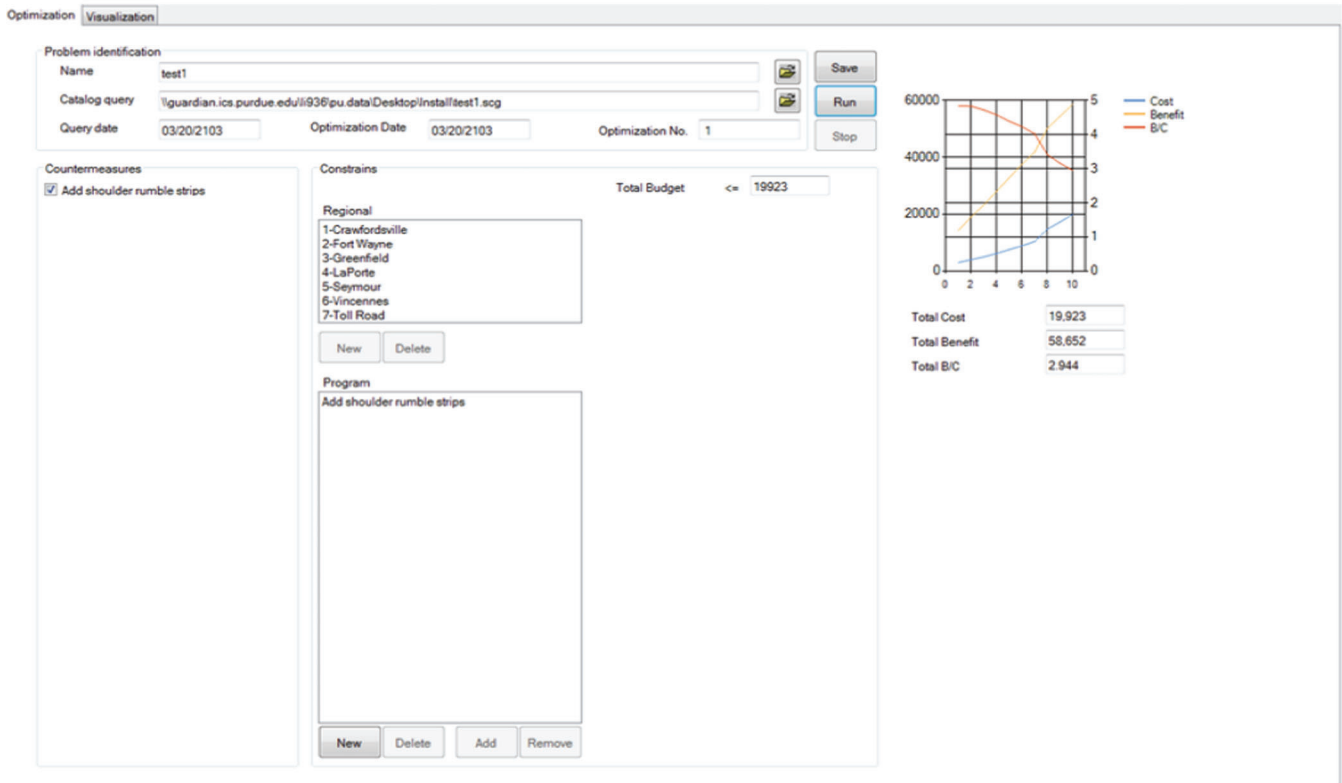 Optimization Visualization
Problem identification
Name test1 Save
Catalog query \\guardian.ics.purdue.edu\li936\pu.data\Desktop\Install\test1.scg Run
Query date 03/20/2103 Optimization Date 03/20/2103 Optimization No. 1 Stop
Countermeasures
Add shoulder rumble strips
Constrains
Total Budget <= 19923
Regional
1-Crawfordsville
2-Fort Wayne
3-Greenfield
4-LaPorte
5-Seymour
6-Vincennes
7-Toll Road
New Delete
Program
Add shoulder rumble strips
New Delete Add Remove
60000 5 Cost
Benefit
4 B/C
40000
3
20000 2
1
0 0
0 2 4 6 8 10
Total Cost 19,923
Total Benefit 58,652
Total B/C 2.944